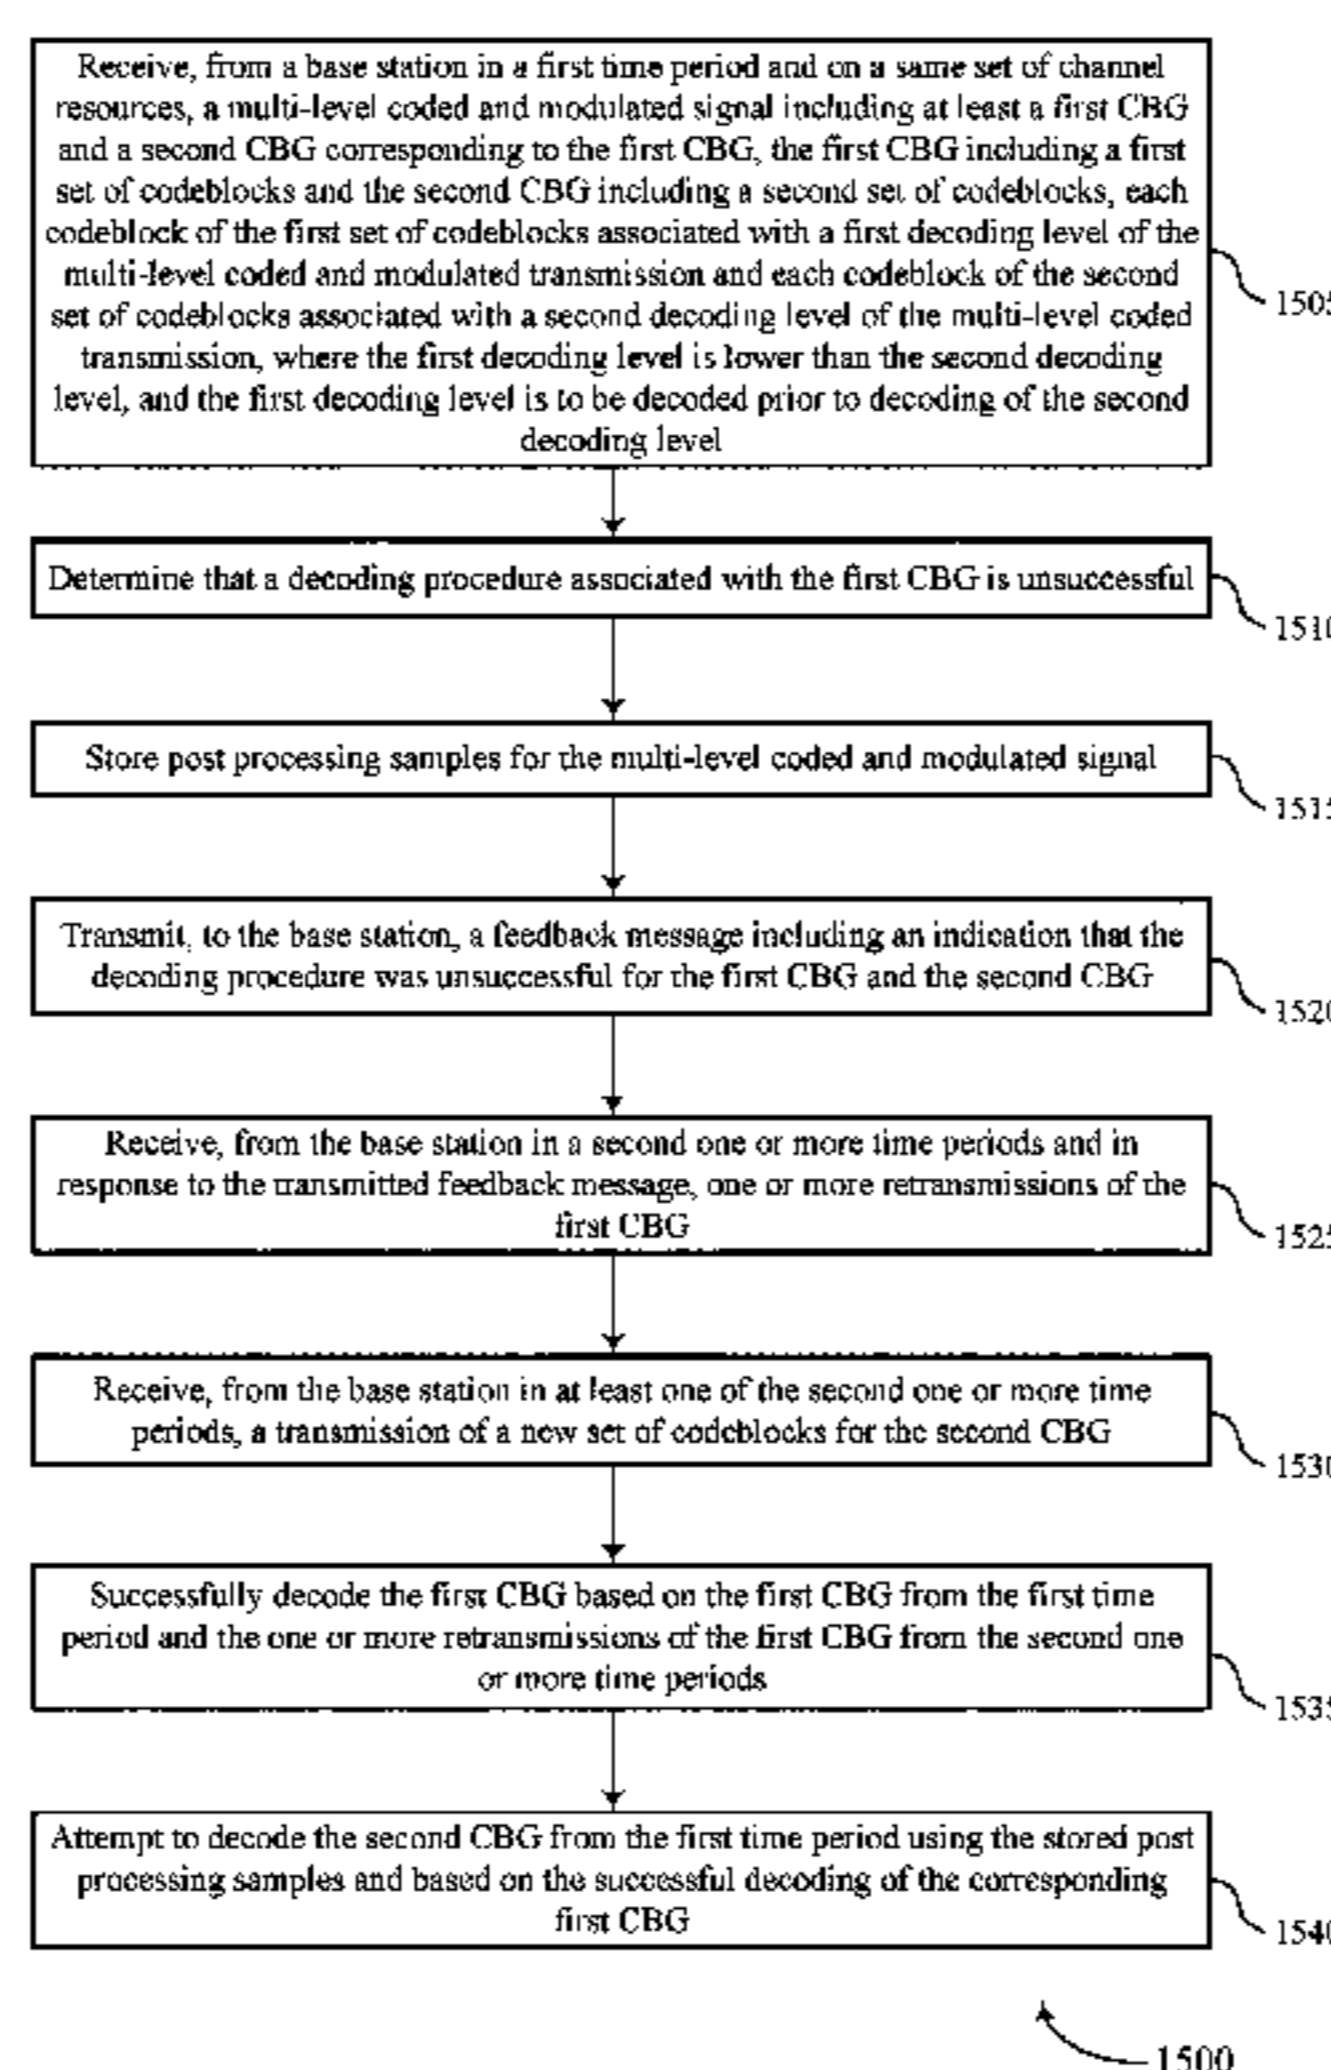 Receive, from a base station in a first time period and on a same set of channel
resources, a multi-level coded and modulated signal including at least a first CBG
and a second CBG corresponding to the first CBG, the first CBG including a first
set of codeblocks and the second CBG including a second set of codeblocks, each
codeblock of the first set of codeblocks associated with a first decoding level of the
multi-level coded and modulated transmission and each codeblock of the second
set of codeblocks associated with a second decoding level of the multi-level coded
transmission, where the first decoding level is lower than the second decoding
level, and the first decoding level is to be decoded prior to decoding of the second
decoding level
1505
Determine that a decoding procedure associated with the first CBG is unsuccessful
1510
Store post processing samples for the multi-level coded and modulated signal
1515
Transmit, to the base station, a feedback message including an indication that the
decoding procedure was unsuccessful for the first CBG and the second CBG
1520
Receive, from the base station in a second one or more time periods and in
response to the transmitted feedback message, one or more retransmissions of the
first CBG
1525
Receive, from the base station in at least one of the second one or more time
periods, a transmission of a new set of codeblocks for the second CBG
1530
Successfully decode the first CBG based on the first CBG from the first time
period and the one or more retransmissions of the first CBG from the second one
or more time periods
1535
Attempt to decode the second CBG from the first time period using the stored post
processing samples and based on the successful decoding of the corresponding
first CBG
1540
1500